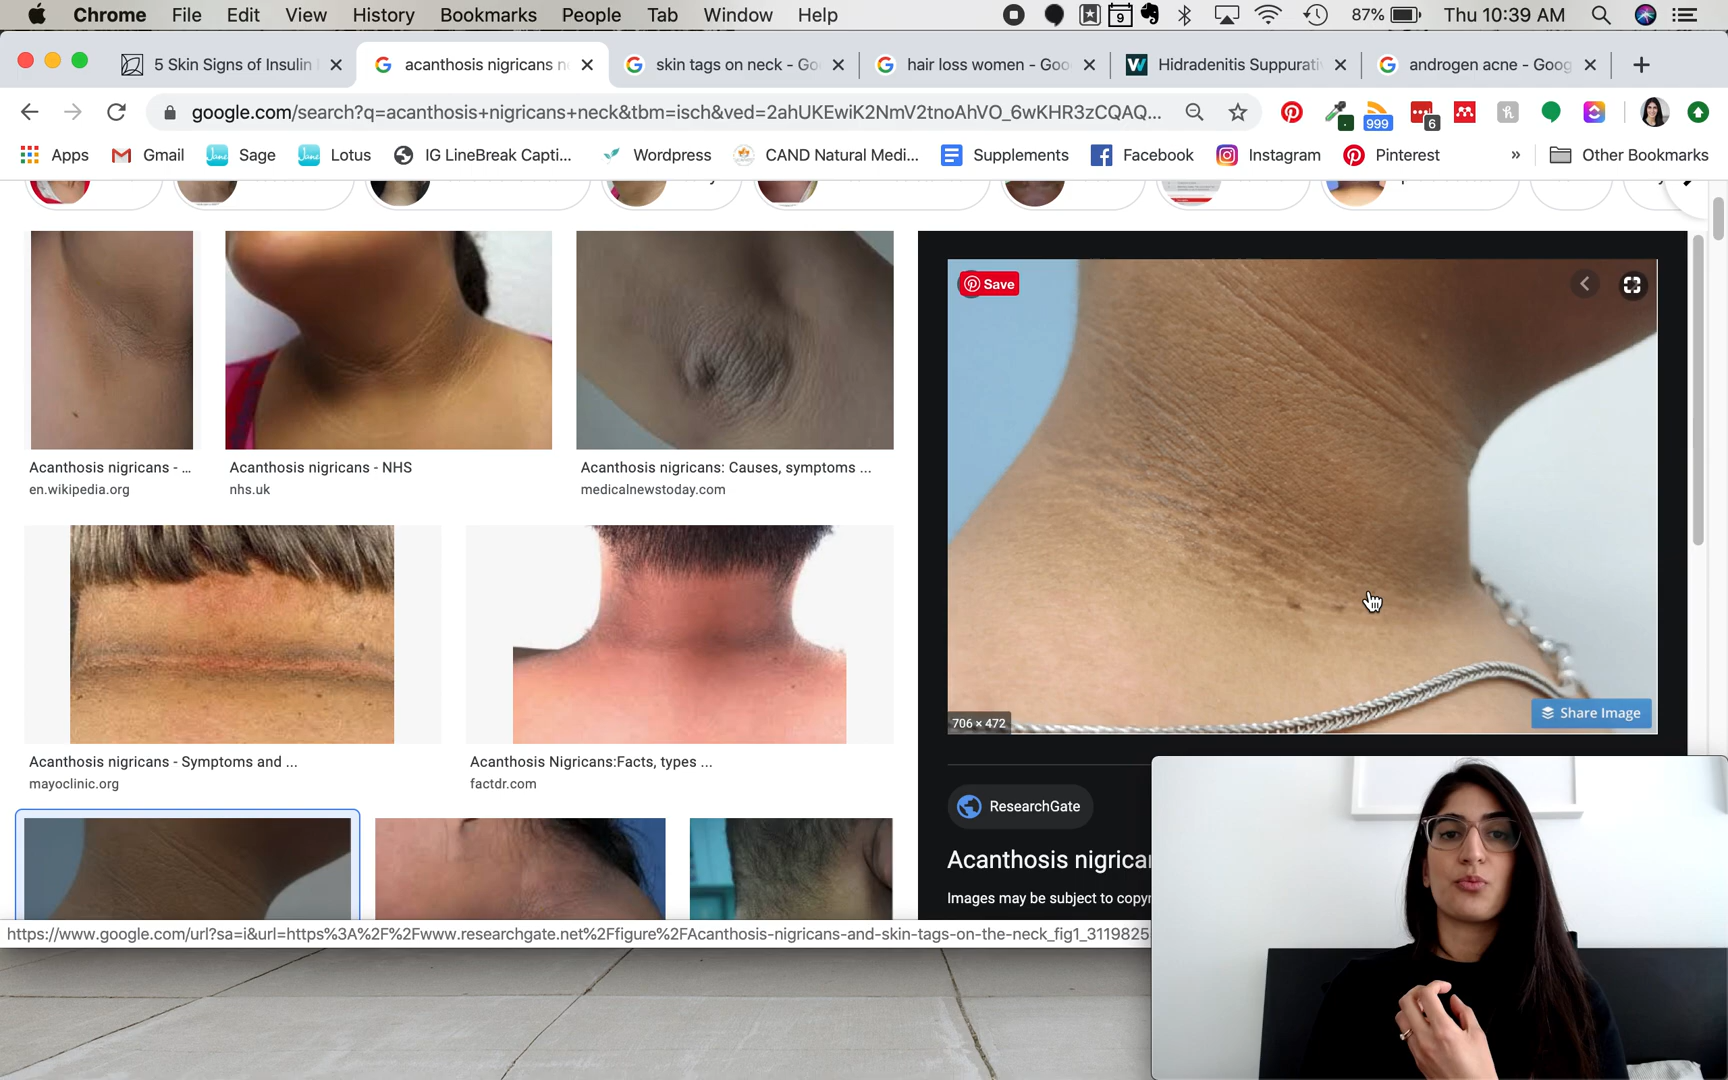 Chrome File Edit View History Bookmarks People Tab Window Help 9 87% Thu 10:39 AM
5 Skin Signs of Insulin
acanthosis nigricans n
skin tags on neck - Go
hair loss women - Goo
Hidradenitis Suppurati
androgen acne - Goog
google.com/search?q=acanthosis+nigricans+neck&tbm=isch&ved=2ahUKEwiK2NmV2tnoAhVO_6wKHR3zCQAQ...
999 6
Apps Gmail Sage Lotus IG LineBreak Capti... Wordpress CAND Natural Medi... Supplements Facebook Instagram Pinterest » Other Bookmarks
Save
Acanthosis nigricans - ...
en.wikipedia.org
Acanthosis nigricans - NHS
nhs.uk
Acanthosis nigricans: Causes, symptoms ...
medicalnewstoday.com
706 × 472
Share Image
Acanthosis nigricans - Symptoms and ...
mayoclinic.org
Acanthosis Nigricans:Facts, types ...
factdr.com
ResearchGate
Acanthosis nigrica
Images may be subject to copy
https://www.google.com/url?sa=i&url=https%3A%2F%2Fwww.researchgate.net%2Ffigure%2FAcanthosis-nigricans-and-skin-tags-on-the-neck_fig1_3119825